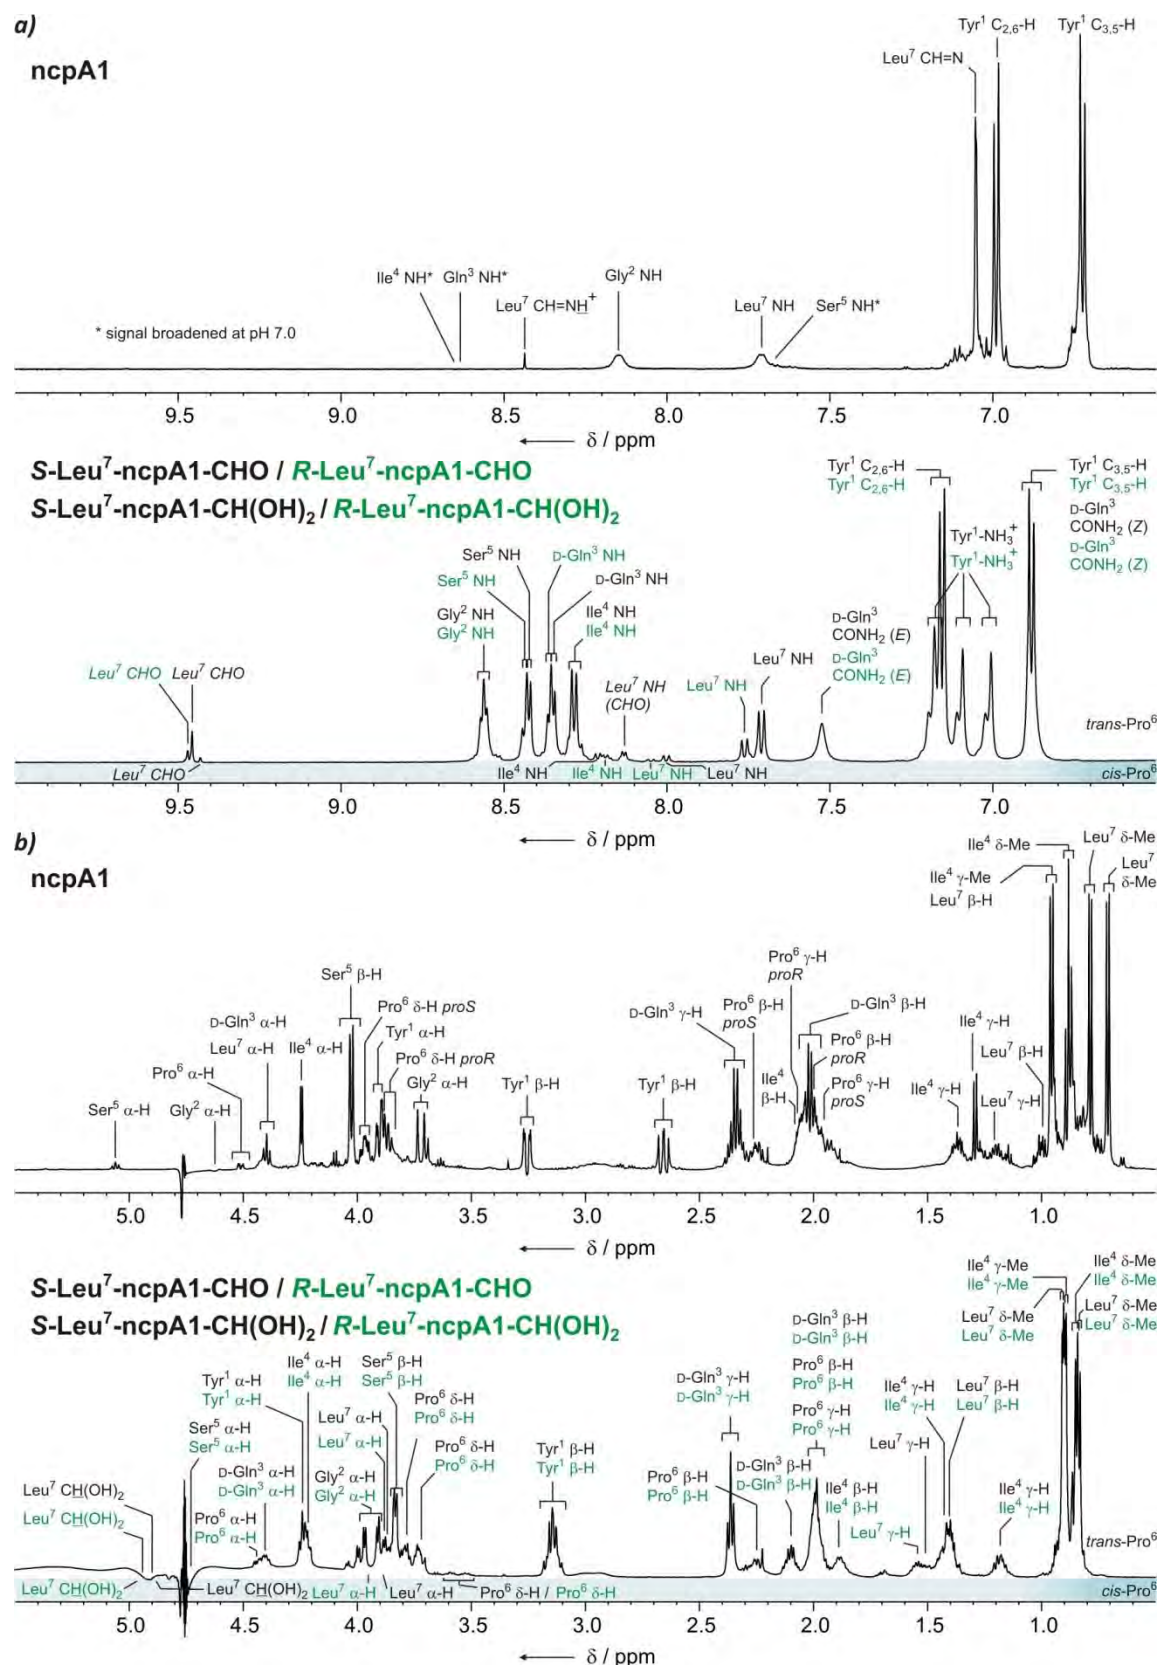 a)
ncpA1
Tyr¹ C₂,₆-H
Tyr¹ C₃,₅-H
Leu⁷ CH=N
Ile⁴ NH*
Gln³ NH*
Leu⁷ CH=NH⁺
Gly² NH
Leu⁷ NH
Ser⁵ NH*
* signal broadened at pH 7.0
9.5 9.0 8.5 8.0 7.5 7.0
δ / ppm
S-Leu⁷-ncpA1-CHO / R-Leu⁷-ncpA1-CHO
S-Leu⁷-ncpA1-CH(OH)₂ / R-Leu⁷-ncpA1-CH(OH)₂
Tyr¹ C₂,₆-H
Tyr¹ C₂,₆-H
Tyr¹ C₃,₅-H
Tyr¹ C₃,₅-H
D-Gln³
CONH₂ (Z)
D-Gln³
CONH₂ (Z)
Tyr¹-NH₃⁺
Tyr¹-NH₃⁺
Ser⁵ NH
Ser⁵ NH
D-Gln³ NH
D-Gln³ NH
Gly² NH
Gly² NH
Ile⁴ NH
Ile⁴ NH
D-Gln³
CONH₂ (E)
D-Gln³
CONH₂ (E)
Leu⁷ CHO
Leu⁷ CHO
Leu⁷ NH
(CHO)
Leu⁷ NH
Leu⁷ NH
trans-Pro⁶
Leu⁷ CHO
Ile⁴ NH
Ile⁴ NH
Leu⁷ NH
Leu⁷ NH
cis-Pro⁶
9.5 9.0 8.5 8.0 7.5 7.0
δ / ppm
b)
ncpA1
Ile⁴ δ-Me
Leu⁷ δ-Me
Leu⁷
δ-Me
Ile⁴ γ-Me
Leu⁷ β-H
Ser⁵ β-H
Pro⁶ γ-H
proR
D-Gln³ α-H
Leu⁷ α-H
Ile⁴ α-H
Pro⁶ δ-H proS
Tyr¹ α-H
Pro⁶ δ-H proR
Gly² α-H
D-Gln³ γ-H
Pro⁶ β-H
proS
D-Gln³ β-H
Pro⁶ β-H
proR
Pro⁶ γ-H
proS
Ile⁴ γ-H
Leu⁷ β-H
Pro⁶ α-H
Ser⁵ α-H
Gly² α-H
Tyr¹ β-H
Tyr¹ β-H
Ile⁴
β-H
Ile⁴ γ-H
Leu⁷ γ-H
5.0 4.5 4.0 3.5 3.0 2.5 2.0 1.5 1.0
δ / ppm
S-Leu⁷-ncpA1-CHO / R-Leu⁷-ncpA1-CHO
S-Leu⁷-ncpA1-CH(OH)₂ / R-Leu⁷-ncpA1-CH(OH)₂
Ile⁴ γ-Me
Ile⁴ γ-Me
Ile⁴ δ-Me
Ile⁴ δ-Me
Leu⁷ δ-Me
Leu⁷ δ-Me
Leu⁷ δ-Me
Leu⁷ δ-Me
Tyr¹ α-H
Tyr¹ α-H
Ile⁴ α-H
Ile⁴ α-H
Ser⁵ β-H
Ser⁵ β-H
D-Gln³ γ-H
D-Gln³ γ-H
D-Gln³ β-H
D-Gln³ β-H
Pro⁶ β-H
Pro⁶ β-H
Pro⁶ γ-H
Pro⁶ γ-H
Ser⁵ α-H
Ser⁵ α-H
Leu⁷ α-H
Leu⁷ α-H
Pro⁶ δ-H
Pro⁶ δ-H
Pro⁶ δ-H
Pro⁶ δ-H
D-Gln³ α-H
D-Gln³ α-H
Gly² α-H
Gly² α-H
Tyr¹ β-H
Tyr¹ β-H
Pro⁶ β-H
Pro⁶ β-H
D-Gln³ β-H
D-Gln³ β-H
Ile⁴ β-H
Ile⁴ β-H
Leu⁷ γ-H
Leu⁷ γ-H
Ile⁴ γ-H
Ile⁴ γ-H
Leu⁷ β-H
Leu⁷ β-H
Ile⁴ γ-H
Ile⁴ γ-H
Leu⁷ CH(OH)₂
Leu⁷ CH(OH)₂
Pro⁶ α-H
Pro⁶ α-H
trans-Pro⁶
Leu⁷ CH(OH)₂
Leu⁷ CH(OH)₂
Leu⁷ α-H
Leu⁷ α-H
Pro⁶ δ-H / Pro⁶ δ-H
cis-Pro⁶
5.0 4.5 4.0 3.5 3.0 2.5 2.0 1.5 1.0
δ / ppm